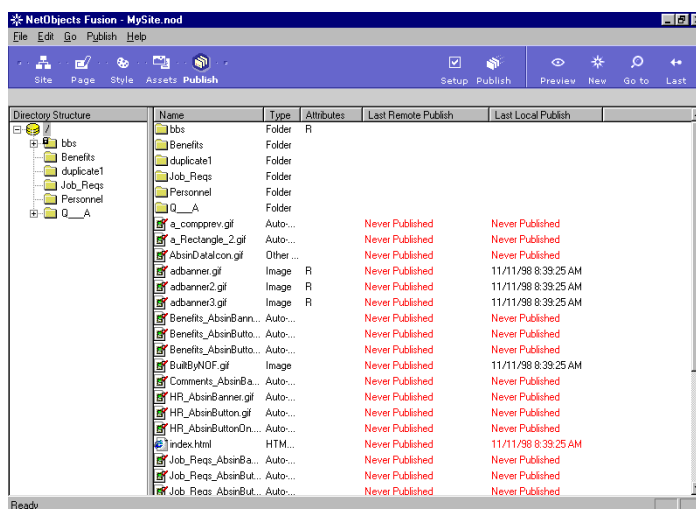 NetObjects Fusion - MySite.nod
File Edit Go Publish Help
Site Page Style Assets Publish Setup Publish Preview New Go to Last
Directory Structure
/
bbs
Benefits
duplicate1
Job_Reqs
Personnel
Q___A
Name Type Attributes Last Remote Publish Last Local Publish
bbs Folder R
Benefits Folder
duplicate1 Folder
Job_Reqs Folder
Personnel Folder
Q___A Folder
a_compprev.gif Auto-... Never Published Never Published
a_Rectangle_2.gif Auto-... Never Published Never Published
AbsinDataIcon.gif Other ... Never Published Never Published
adbanner.gif Image R Never Published 11/11/98 8:39:25 AM
adbanner2.gif Image R Never Published 11/11/98 8:39:25 AM
adbanner3.gif Image R Never Published 11/11/98 8:39:25 AM
Benefits_AbsinBann... Auto-... Never Published Never Published
Benefits_AbsinButto... Auto-... Never Published Never Published
Benefits_AbsinButto... Auto-... Never Published Never Published
BuiltByNOF.gif Image Never Published 11/11/98 8:39:25 AM
Comments_AbsinBa... Auto-... Never Published Never Published
HR_AbsinBanner.gif Auto-... Never Published Never Published
HR_AbsinButton.gif Auto-... Never Published Never Published
HR_AbsinButtonOn.... Auto-... Never Published Never Published
index.html HTM... Never Published 11/11/98 8:39:25 AM
Job_Reqs_AbsinBa... Auto-... Never Published Never Published
Job_Reqs_AbsinBut... Auto-... Never Published Never Published
Job_Reqs_AbsinBut... Auto-... Never Published Never Published
Ready